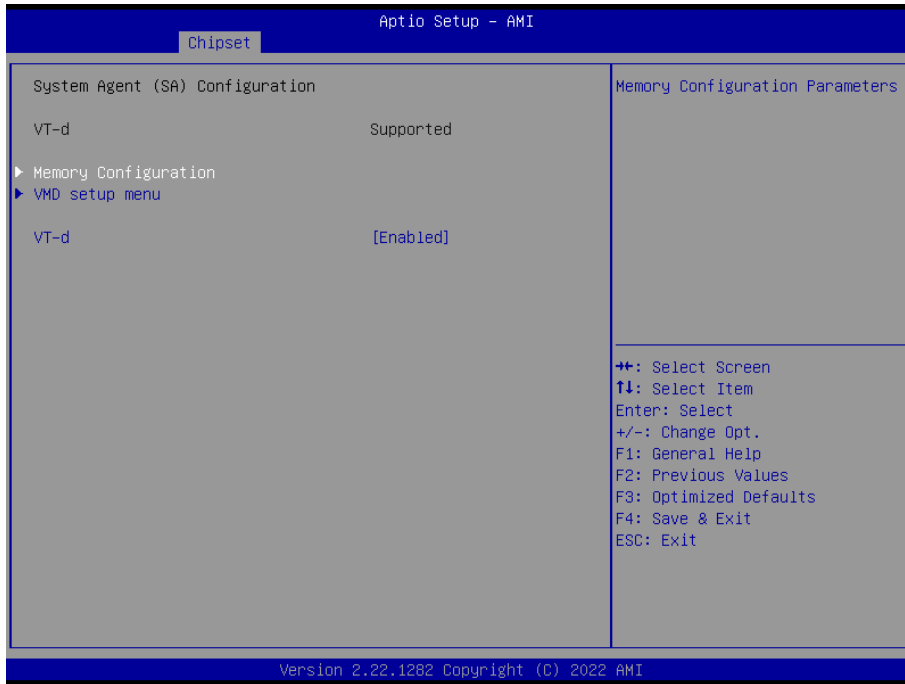 Aptio Setup – AMI
Chipset
System Agent (SA) Configuration
VT-d Supported
▶ Memory Configuration
▶ VMD setup menu
VT-d [Enabled]
Memory Configuration Parameters
→←: Select Screen
↑↓: Select Item
Enter: Select
+/-: Change Opt.
F1: General Help
F2: Previous Values
F3: Optimized Defaults
F4: Save & Exit
ESC: Exit
Version 2.22.1282 Copyright (C) 2022 AMI